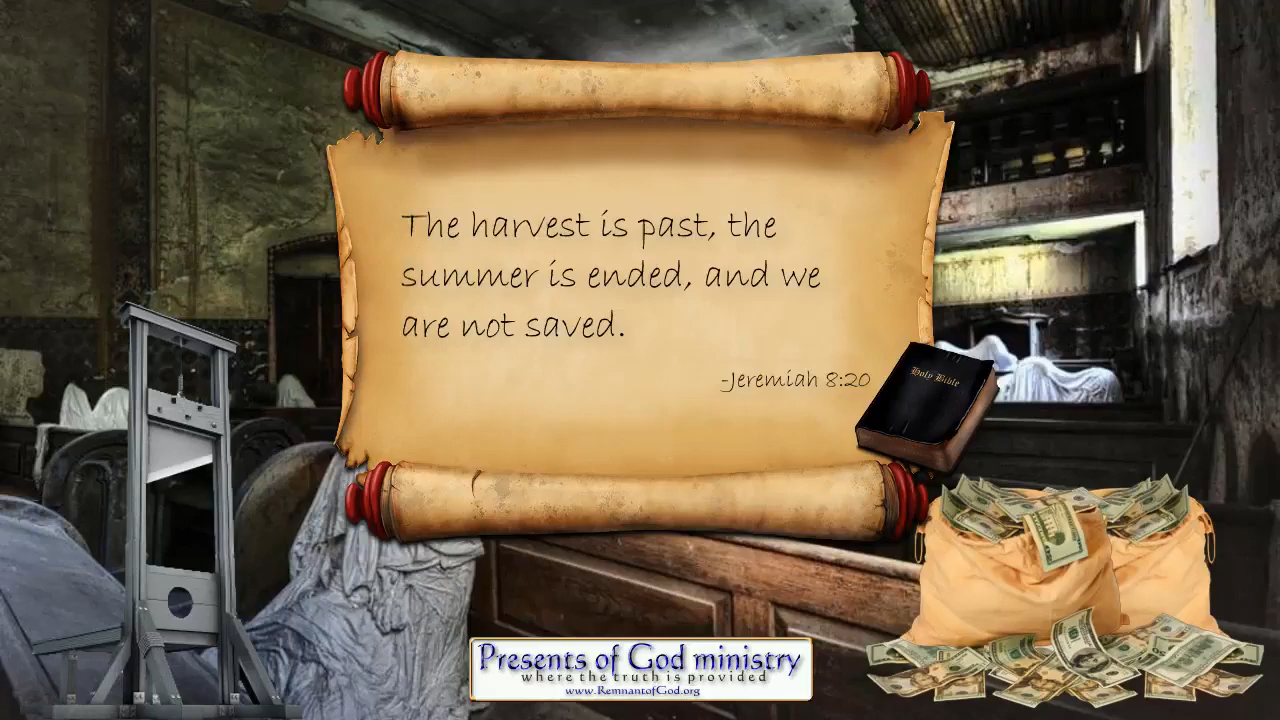 The harvest is past, the
summer is ended, and we
are not saved.
-Jeremiah 8:20
Holy Bible
Presents of God ministry
where the truth is provided
www.RemnantofGod.org